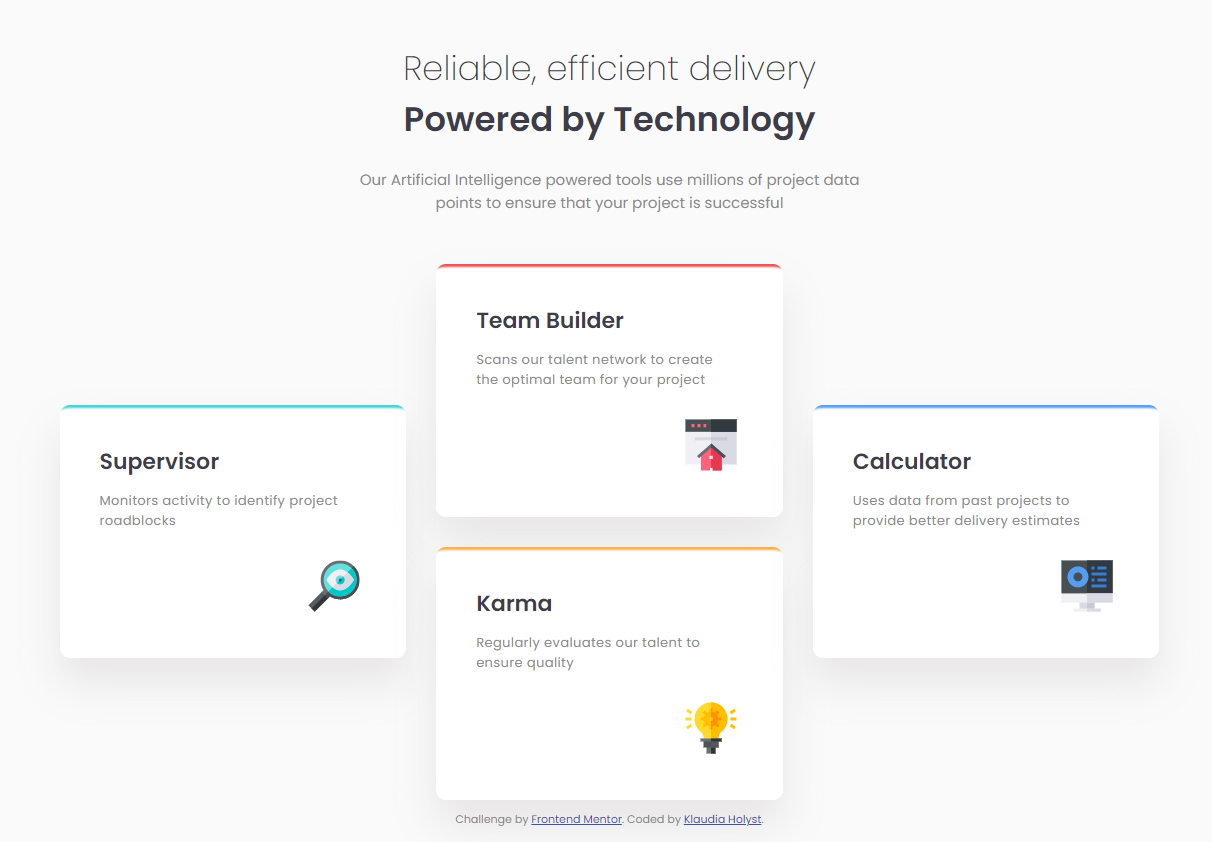 Reliable, efficient delivery
Powered by Technology
Our Artificial Intelligence powered tools use millions of project data
points to ensure that your project is successful
Team Builder
Scans our talent network to create
the optimal team for your project
Supervisor
Monitors activity to identify project
roadblocks
Calculator
Uses data from past projects to
provide better delivery estimates
Karma
Regularly evaluates our talent to
ensure quality
Challenge by Frontend Mentor. Coded by Klaudia Holyst.